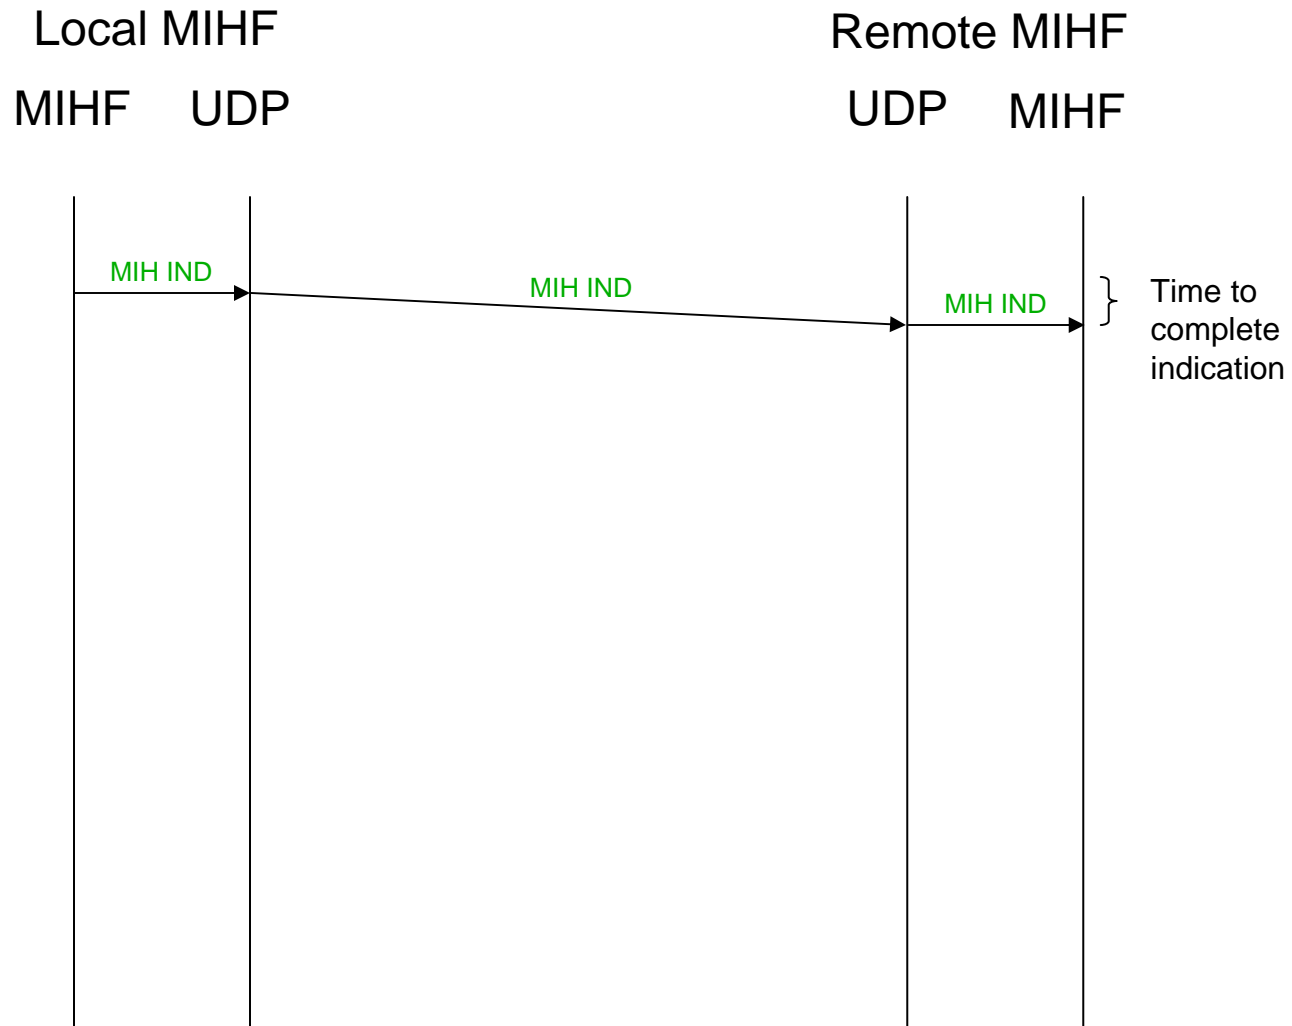 Local MIHF
Remote MIHF
MIHF UDP
UDP MIHF
MIH IND
MIH IND
MIH IND
Time to
complete
indication